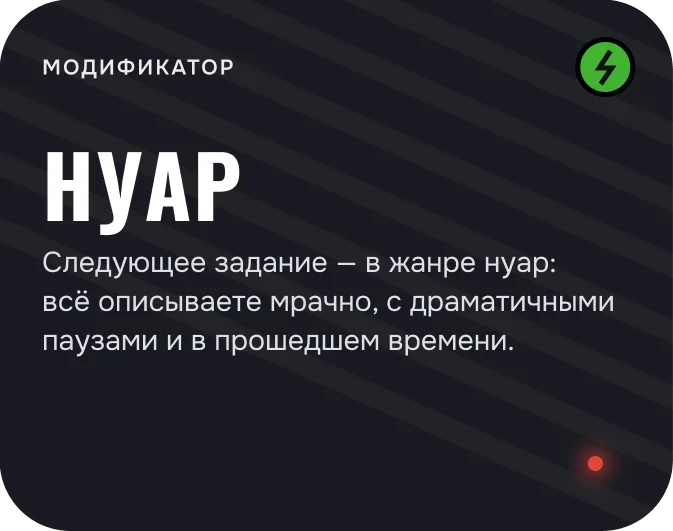 МОДИФИКАТОР
НУАР
Следующее задание — в жанре нуар:
всё описываете мрачно, с драматичными
паузами и в прошедшем времени.